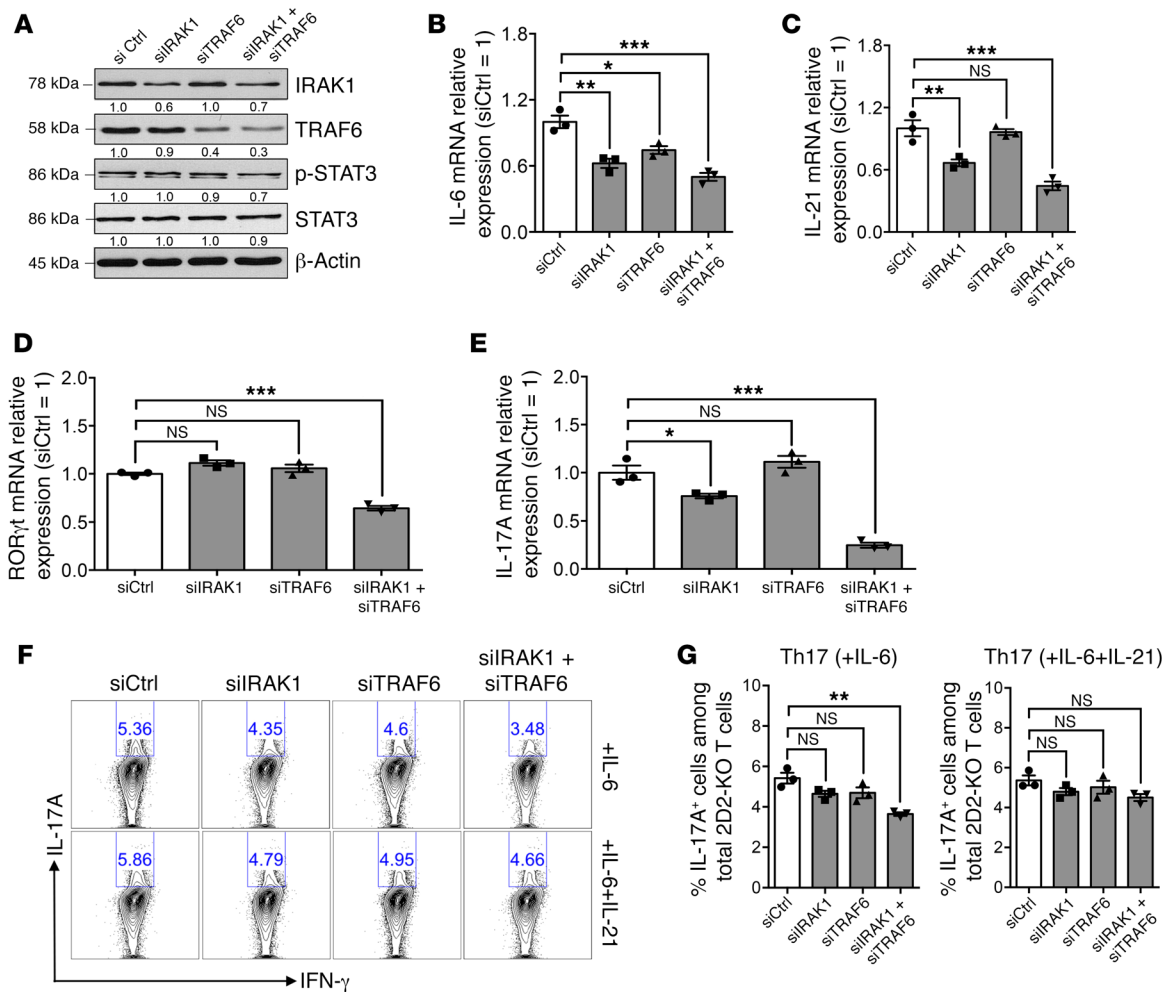 A
si Ctrl
siIRAK1
siTRAF6
siIRAK1 +
siTRAF6
78 kDa
IRAK1
1.0 0.6 1.0 0.7
58 kDa
TRAF6
1.0 0.9 0.4 0.3
86 kDa
p-STAT3
1.0 1.0 0.9 0.7
86 kDa
STAT3
1.0 1.0 1.0 0.9
45 kDa
β-Actin
B
IL-6 mRNA relative
expression (siCtrl = 1)
1.8
1.2
0.6
0.0
***
*
**
siCtrl
siIRAK1
siTRAF6
siIRAK1 +
siTRAF6
C
IL-21 mRNA relative
expression (siCtrl = 1)
1.8
1.2
0.6
0.0
***
NS
**
siCtrl
siIRAK1
siTRAF6
siIRAK1 +
siTRAF6
D
RORγt mRNA relative
expression (siCtrl = 1)
2.0
1.5
1.0
0.5
0.0
***
NS
NS
siCtrl
siIRAK1
siTRAF6
siIRAK1 +
siTRAF6
E
IL-17A mRNA relative
expression (siCtrl = 1)
2.0
1.5
1.0
0.5
0.0
***
NS
*
siCtrl
siIRAK1
siTRAF6
siIRAK1 +
siTRAF6
F
siCtrl
siIRAK1
siTRAF6
siIRAK1 +
siTRAF6
5.36 4.35 4.6 3.48
+IL-6
5.86 4.79 4.95 4.66
+IL-6+IL-21
IL-17A
IFN-γ
G
Th17 (+IL-6)
% IL-17A⁺ cells among
total 2D2-KO T cells
10
8
6
4
2
0
**
NS
NS
siCtrl
siIRAK1
siTRAF6
siIRAK1 +
siTRAF6
Th17 (+IL-6+IL-21)
% IL-17A⁺ cells among
total 2D2-KO T cells
10
8
6
4
2
0
NS
NS
NS
siCtrl
siIRAK1
siTRAF6
siIRAK1 +
siTRAF6